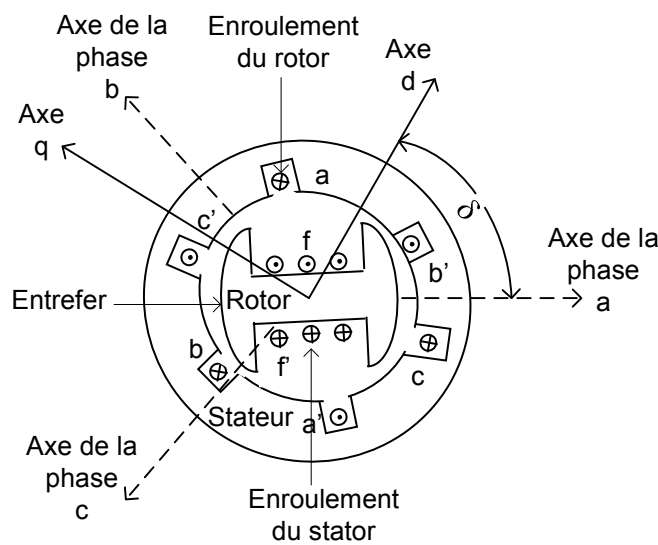 Axe de la
phase
b
Enroulement
du rotor
Axe
d
Axe
q
a
c'
δ
f
b'
Axe de la
phase
a
Entrefer
Rotor
b
f'
c
Stateur
a'
Axe de la
phase
c
Enroulement
du stator